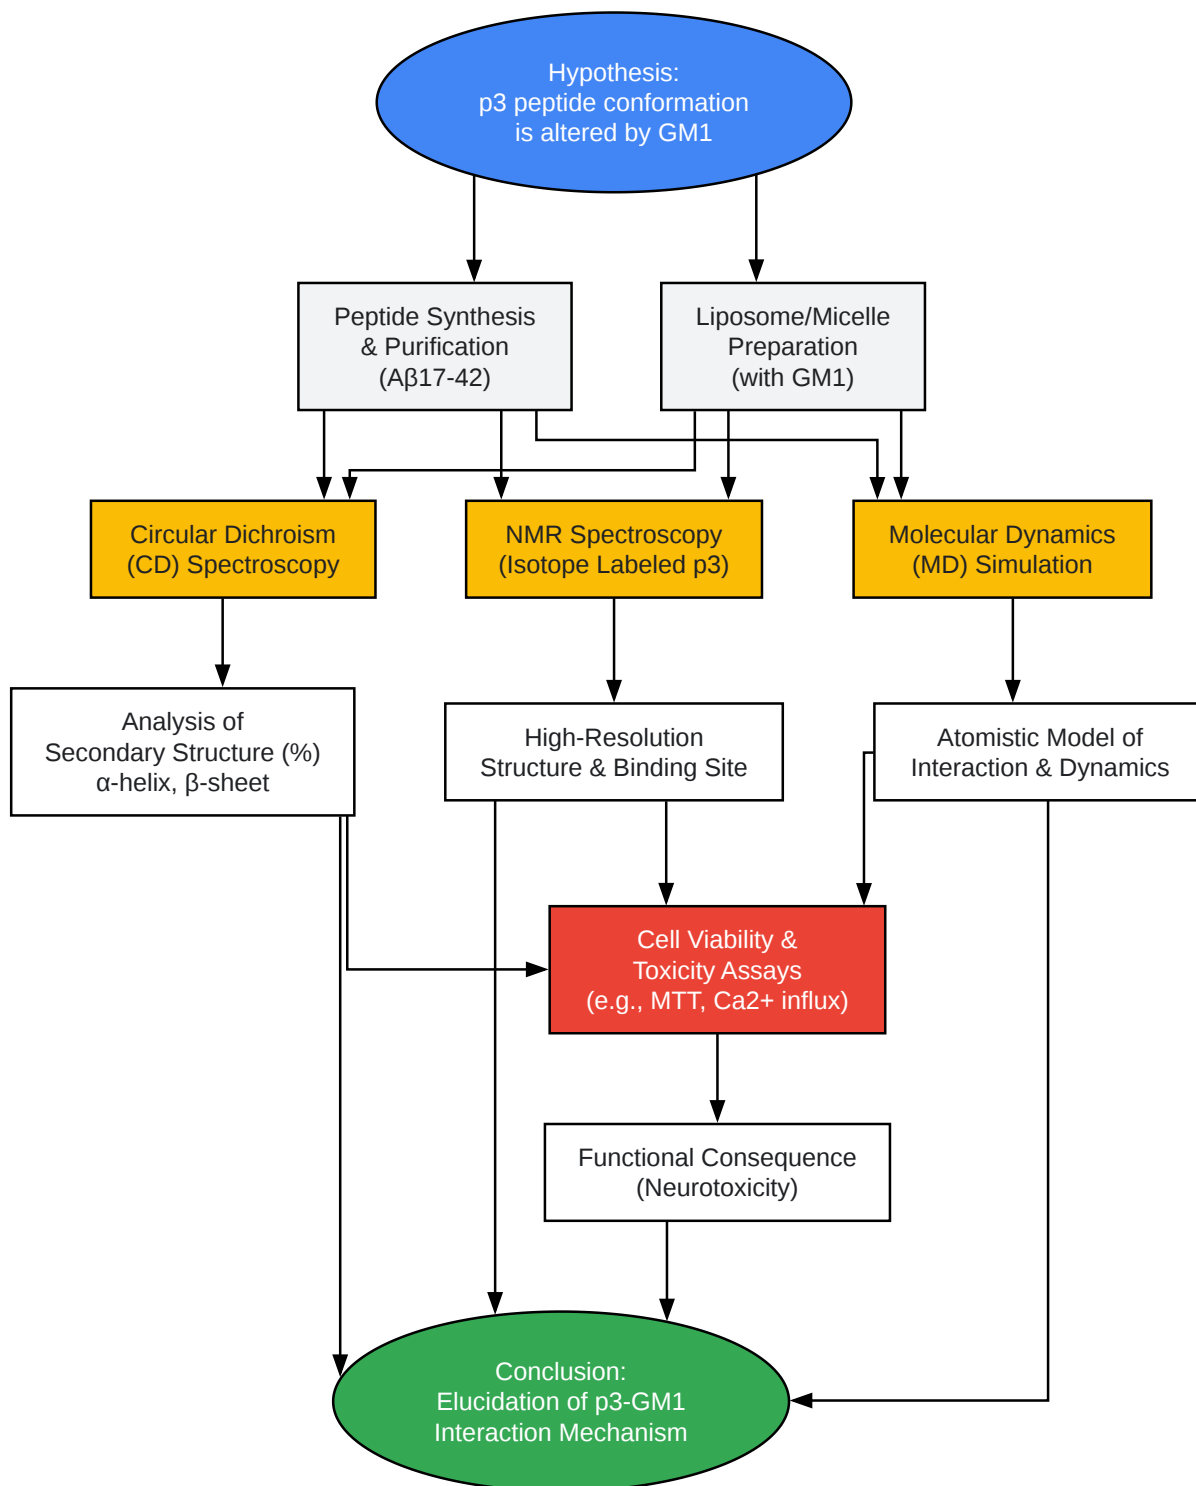 Hypothesis:
p3 peptide conformation
is altered by GM1
Peptide Synthesis
& Purification
(Aβ17-42)
Liposome/Micelle
Preparation
(with GM1)
Circular Dichroism
(CD) Spectroscopy
NMR Spectroscopy
(Isotope Labeled p3)
Molecular Dynamics
(MD) Simulation
Analysis of
Secondary Structure (%)
α-helix, β-sheet
High-Resolution
Structure & Binding Site
Atomistic Model of
Interaction & Dynamics
Cell Viability &
Toxicity Assays
(e.g., MTT, Ca2+ influx)
Functional Consequence
(Neurotoxicity)
Conclusion:
Elucidation of p3-GM1
Interaction Mechanism